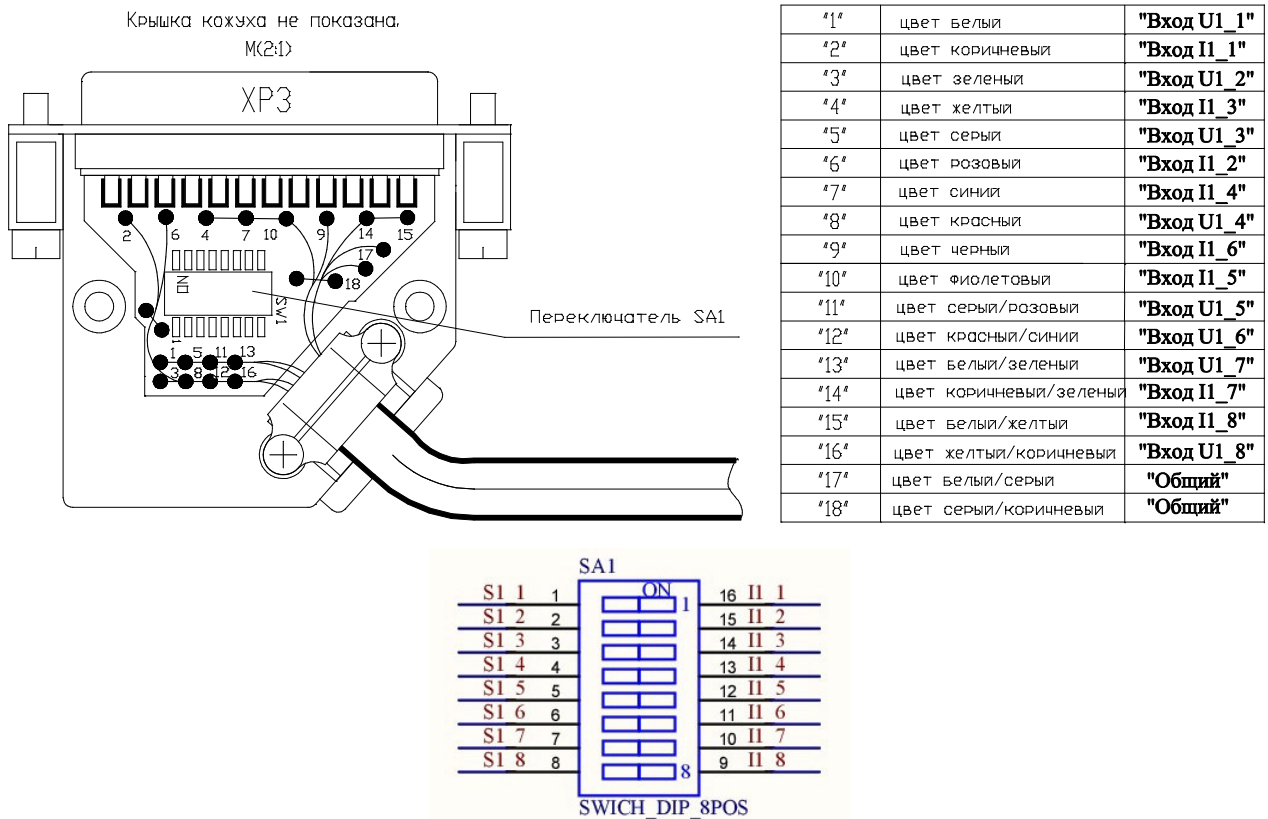 Крышка кожуха не показана.
М(2:1)
XP3
2 6 4 7 10 9 14 15
17
18
ON
SW1
1
1 5 11 13
3 8 12 16
Переключатель SA1
"1" цвет белый "Вход U1_1"
"2" цвет коричневый "Вход I1_1"
"3" цвет зеленый "Вход U1_2"
"4" цвет желтый "Вход I1_3"
"5" цвет серый "Вход U1_3"
"6" цвет розовый "Вход I1_2"
"7" цвет синий "Вход I1_4"
"8" цвет красный "Вход U1_4"
"9" цвет черный "Вход I1_6"
"10" цвет фиолетовый "Вход I1_5"
"11" цвет серый/розовый "Вход U1_5"
"12" цвет красный/синий "Вход U1_6"
"13" цвет белый/зеленый "Вход U1_7"
"14" цвет коричневый/зеленый "Вход I1_7"
"15" цвет белый/желтый "Вход I1_8"
"16" цвет желтый/коричневый "Вход U1_8"
"17" цвет белый/серый "Общий"
"18" цвет серый/коричневый "Общий"
SA1
ON
S1_1 1 1 16 I1_1
S1_2 2 15 I1_2
S1_3 3 14 I1_3
S1_4 4 13 I1_4
S1_5 5 12 I1_5
S1_6 6 11 I1_6
S1_7 7 10 I1_7
S1_8 8 8 9 I1_8
SWICH_DIP_8POS